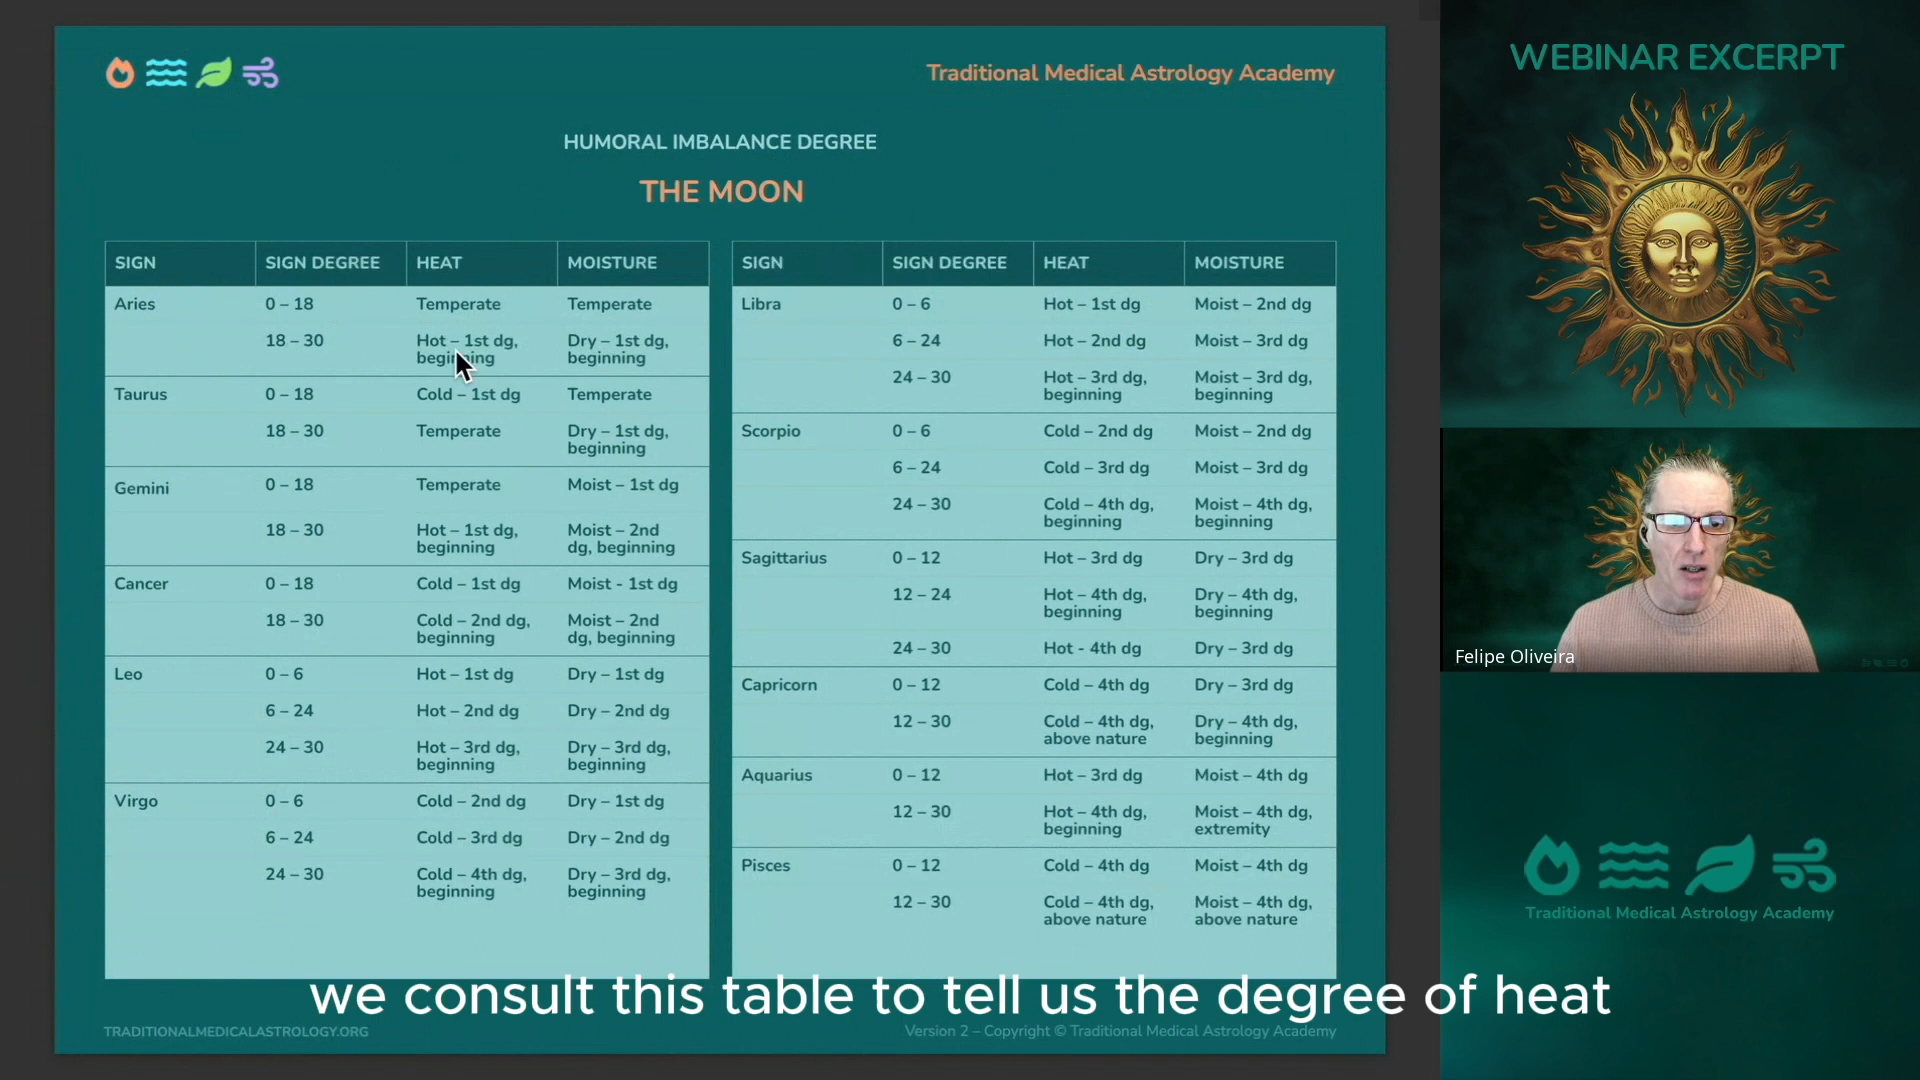 Traditional Medical Astrology Academy
HUMORAL IMBALANCE DEGREE
THE MOON
SIGN SIGN DEGREE HEAT MOISTURE
Aries 0 – 18 Temperate Temperate
18 – 30 Hot – 1st dg, Dry – 1st dg,
beginning beginning
Taurus 0 – 18 Cold – 1st dg Temperate
18 – 30 Temperate Dry – 1st dg,
beginning
Gemini 0 – 18 Temperate Moist – 1st dg
18 – 30 Hot – 1st dg, Moist – 2nd
beginning dg, beginning
Cancer 0 – 18 Cold – 1st dg Moist - 1st dg
18 – 30 Cold – 2nd dg, Moist – 2nd
beginning dg, beginning
Leo 0 – 6 Hot – 1st dg Dry – 1st dg
6 – 24 Hot – 2nd dg Dry – 2nd dg
24 – 30 Hot – 3rd dg, Dry – 3rd dg,
beginning beginning
Virgo 0 – 6 Cold – 2nd dg Dry – 1st dg
6 – 24 Cold – 3rd dg Dry – 2nd dg
24 – 30 Cold – 4th dg, Dry – 3rd dg,
beginning beginning
SIGN SIGN DEGREE HEAT MOISTURE
Libra 0 – 6 Hot – 1st dg Moist – 2nd dg
6 – 24 Hot – 2nd dg Moist – 3rd dg
24 – 30 Hot – 3rd dg, Moist – 3rd dg,
beginning beginning
Scorpio 0 – 6 Cold – 2nd dg Moist – 2nd dg
6 – 24 Cold – 3rd dg Moist – 3rd dg
24 – 30 Cold – 4th dg, Moist – 4th dg,
beginning beginning
Sagittarius 0 – 12 Hot – 3rd dg Dry – 3rd dg
12 – 24 Hot – 4th dg, Dry – 4th dg,
beginning beginning
24 – 30 Hot - 4th dg Dry – 3rd dg
Capricorn 0 – 12 Cold – 4th dg Dry – 3rd dg
12 – 30 Cold – 4th dg, Dry – 4th dg,
above nature beginning
Aquarius 0 – 12 Hot – 3rd dg Moist – 4th dg
12 – 30 Hot – 4th dg, Moist – 4th dg,
beginning extremity
Pisces 0 – 12 Cold – 4th dg Moist – 4th dg
12 – 30 Cold – 4th dg, Moist – 4th dg,
above nature above nature
we consult this table to tell us the degree of heat
TRADITIONALMEDICALASTROLOGY.ORG
Version 2 – Copyright © Traditional Medical Astrology Academy
WEBINAR EXCERPT
Felipe Oliveira
Traditional Medical Astrology Academy